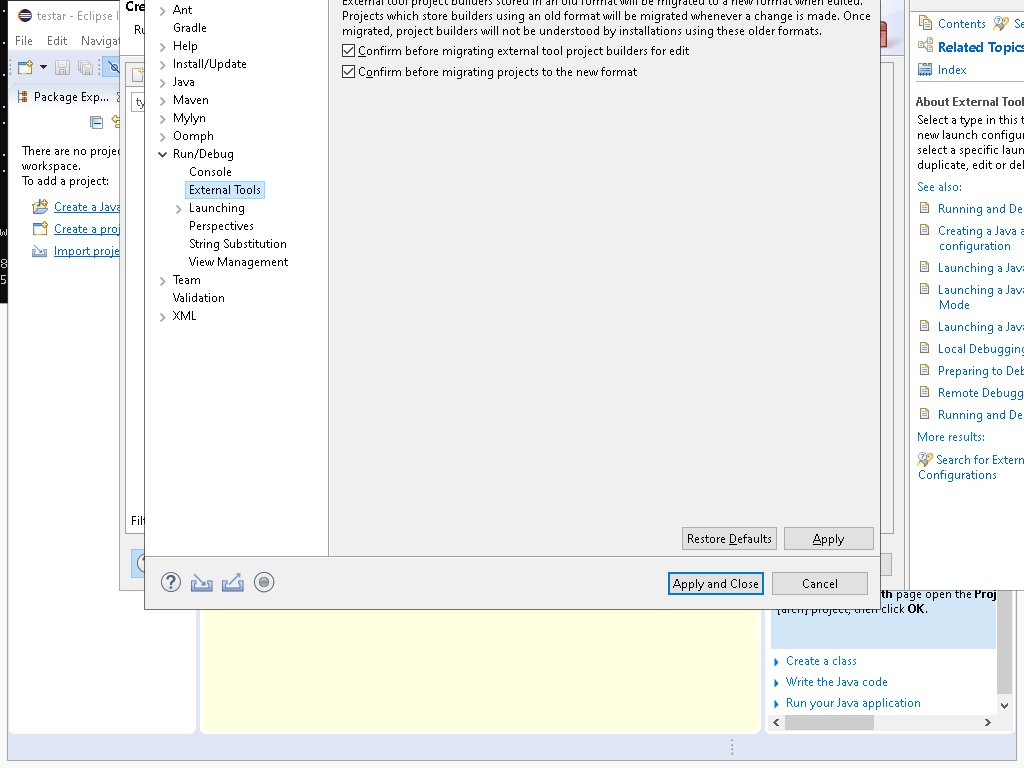 testar - Eclipse
File Edit Navigat
Package Exp...
There are no proje
workspace.
To add a project:
Create a Java
Create a proj
Import proje
Cre
Ru
ty
Filt
Ant
Gradle
Help
Install/Update
Java
Maven
Mylyn
Oomph
Run/Debug
Console
External Tools
Launching
Perspectives
String Substitution
View Management
Team
Validation
XML
External tool project builders stored in an old format will be migrated to a new format when edited.
Projects which store builders using an old format will be migrated whenever a change is made. Once
migrated, project builders will not be understood by installations using these older formats.
Confirm before migrating external tool project builders for edit
Confirm before migrating projects to the new format
Restore Defaults
Apply
Apply and Close
Cancel
Contents
Se
Related Topics
Index
About External Tool
Select a type in this t
new launch configur
select a specific laun
duplicate, edit or del
See also:
Running and De
Creating a Java a
configuration
Launching a Java
Launching a Java
Mode
Launching a Java
Local Debugging
Preparing to Deb
Remote Debugg
Running and De
More results:
Search for Extern
Configurations
th page open the Proj
[arch] project, then click OK.
Create a class
Write the Java code
Run your Java application